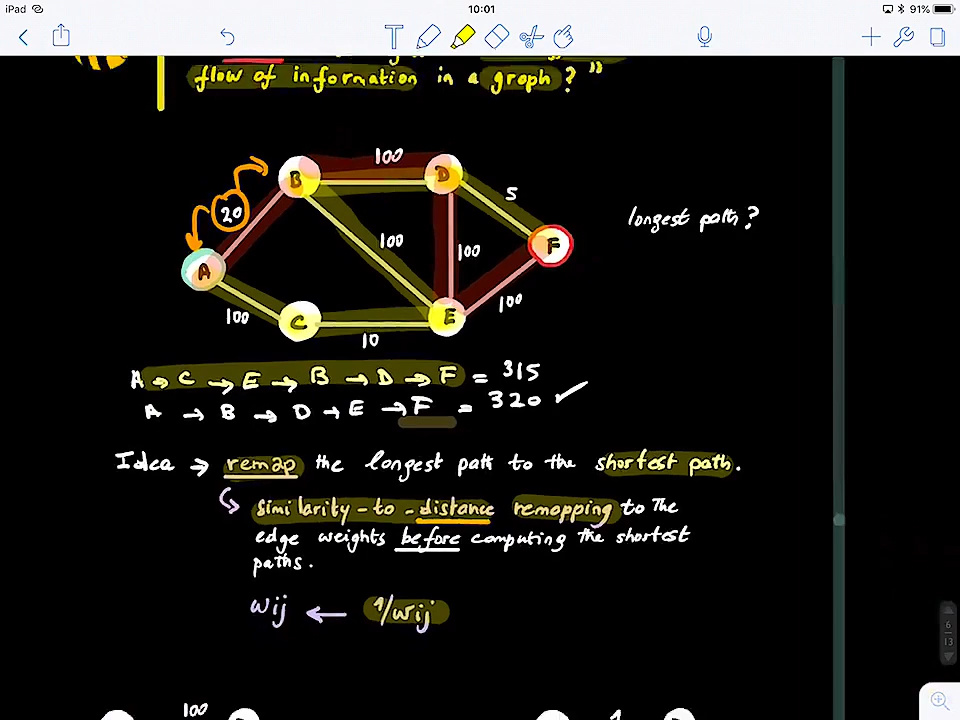 iPad
10:01
91%
flow of information in a graph? "
100
B
D
5
20
longest path?
100
100
F
A
100
100
C
E
10
A → C → E → B → D → F = 315
A → B → D → E → F = 320 ✓
Idea → remap the longest path to the shortest path.
similarity-to-distance remapping to the
edge weights before computing the shortest
paths.
wij ← 1/wij
6
13
100